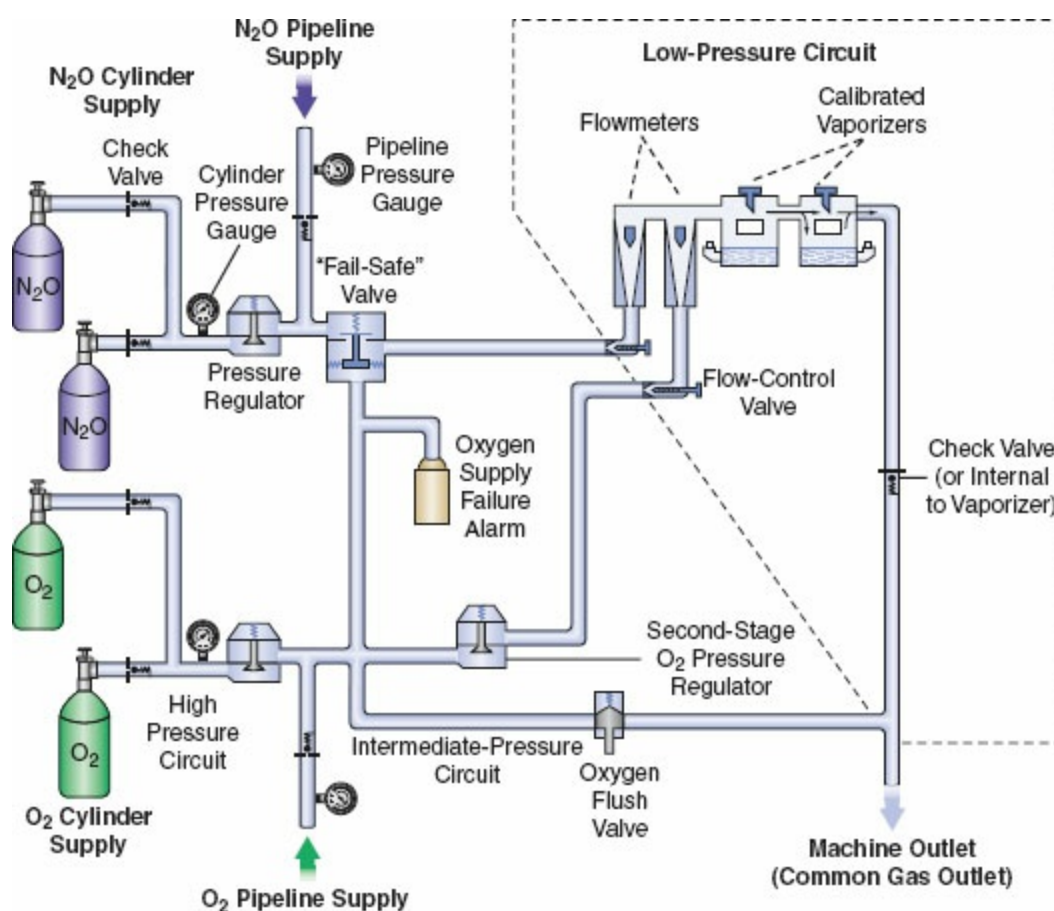 N2O Pipeline
Supply
Low-Pressure Circuit
N2O Cylinder
Supply
Calibrated
Vaporizers
Flowmeters
Check
Valve
Cylinder
Pressure
Gauge
Pipeline
Pressure
Gauge
"Fail-Safe"
Valve
N2O
Pressure
Regulator
Flow-Control
Valve
N2O
Oxygen
Supply
Failure
Alarm
Check Valve
(or Internal
to Vaporizer)
O2
Second-Stage
O2 Pressure
Regulator
High
Pressure
Circuit
O2
Intermediate-Pressure
Circuit
Oxygen
Flush
Valve
O2 Cylinder
Supply
Machine Outlet
(Common Gas Outlet)
O2 Pipeline Supply